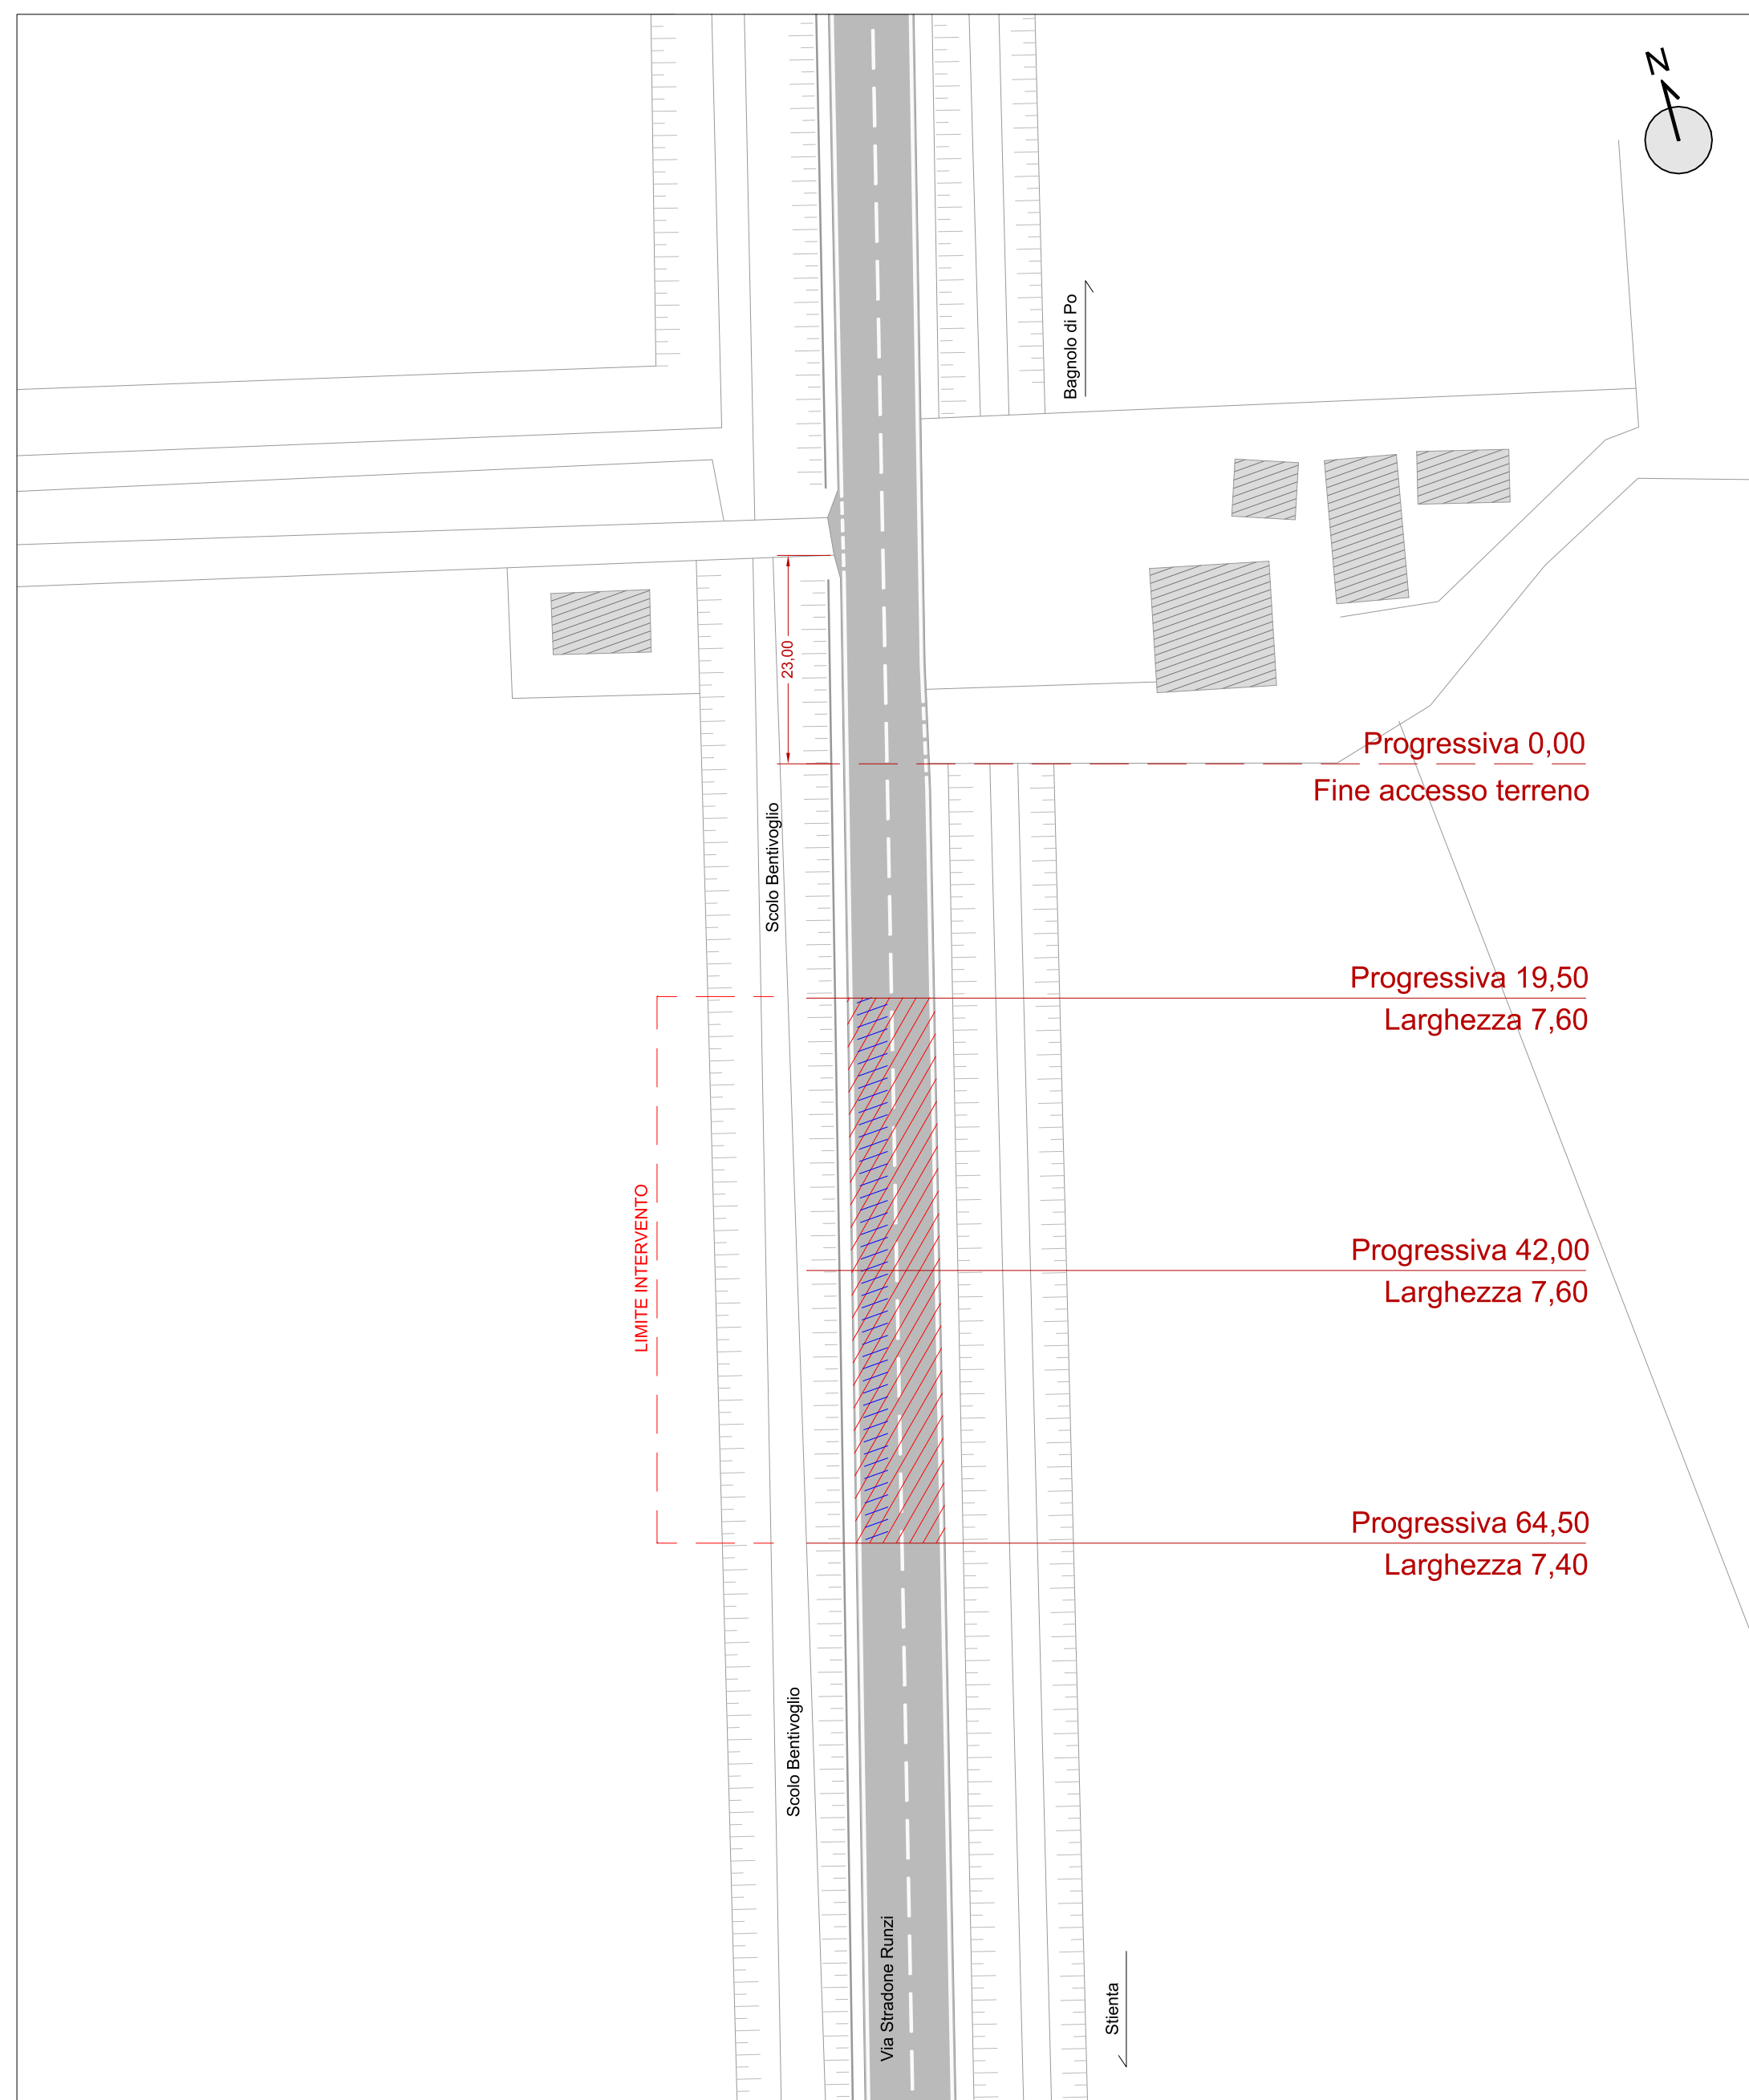 N
Bagnolo di Po
23,00
Progressiva 0,00
Fine accesso terreno
Scolo Bentivoglio
Progressiva 19,50
Larghezza 7,60
LIMITE INTERVENTO
Progressiva 42,00
Larghezza 7,60
Progressiva 64,50
Larghezza 7,40
Scolo Bentivoglio
Via Stradone Runzi
Stienta